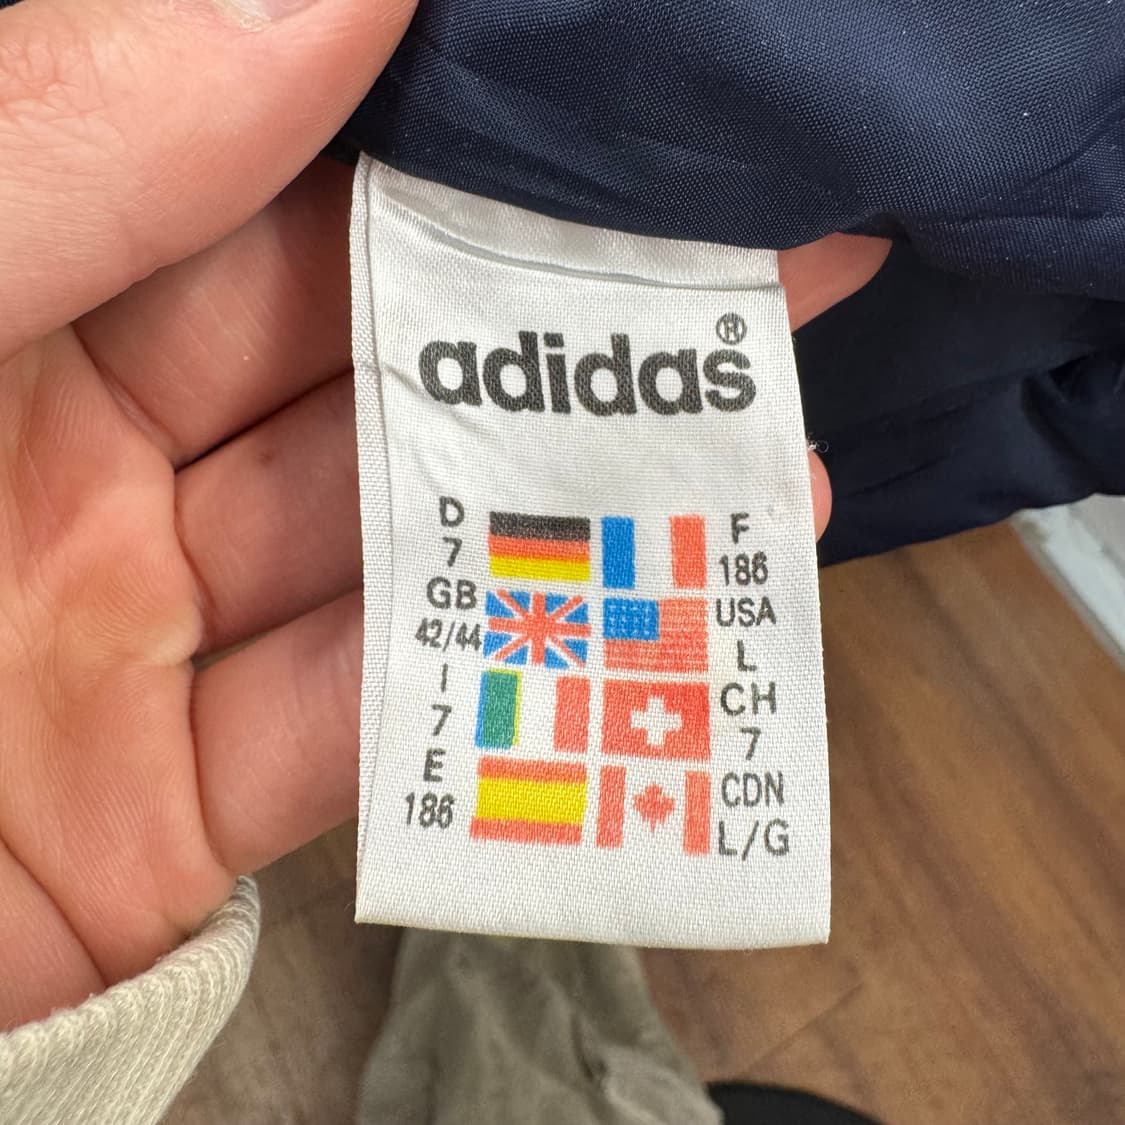 adidas®
D
7
GB
42/44
I
7
E
186
F
186
USA
L
CH
7
CDN
L/G